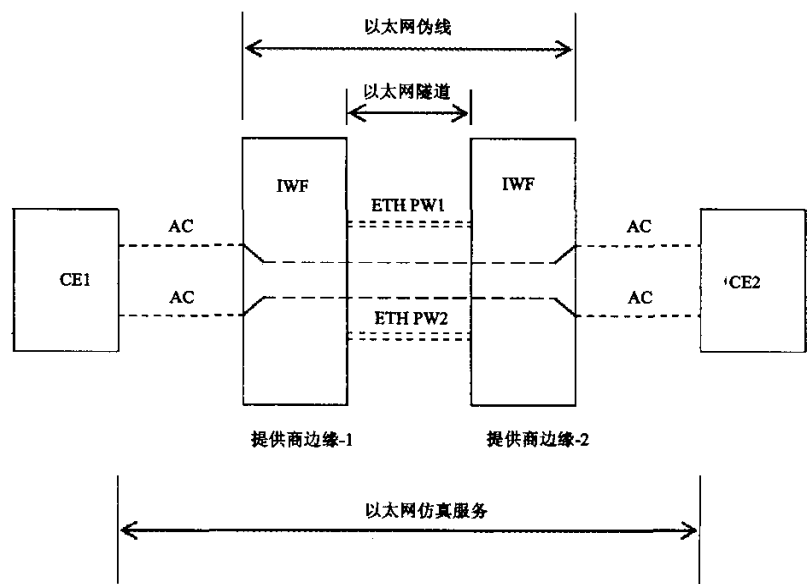 以太网伪线
以太网隧道
IWF
IWF
ETH PW1
AC
AC
CE1
CE2
AC
AC
ETH PW2
提供商边缘-1
提供商边缘-2
以太网仿真服务